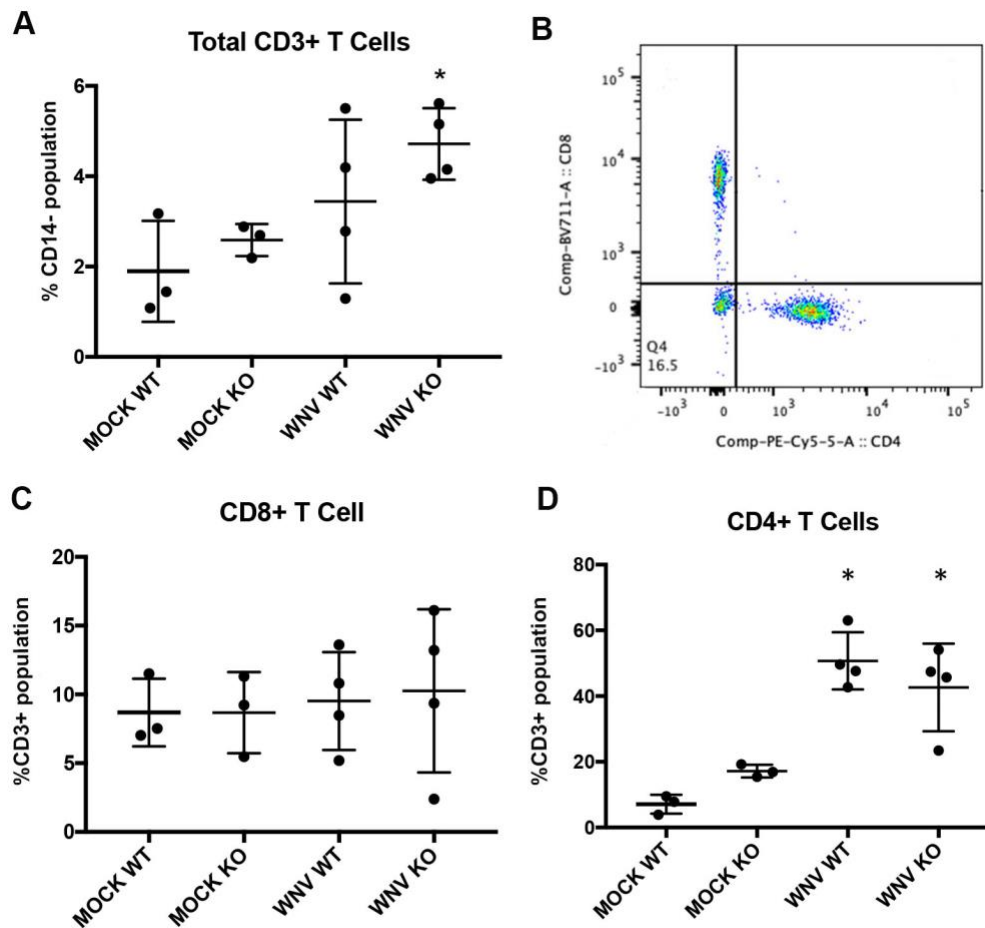 A
Total CD3+ T Cells
% CD14- population
6
4
2
0
*
MOCK WT
MOCK KO
WNV WT
WNV KO
B
Comp-BV711-A :: CD8
10^5
10^4
10^3
0
-10^3
Q4
16.5
-10^3
0
10^3
10^4
10^5
Comp-PE-Cy5-5-A :: CD4
C
CD8+ T Cell
%CD3+ population
20
15
10
5
0
MOCK WT
MOCK KO
WNV WT
WNV KO
D
CD4+ T Cells
%CD3+ population
80
60
40
20
0
*
*
MOCK WT
MOCK KO
WNV WT
WNV KO